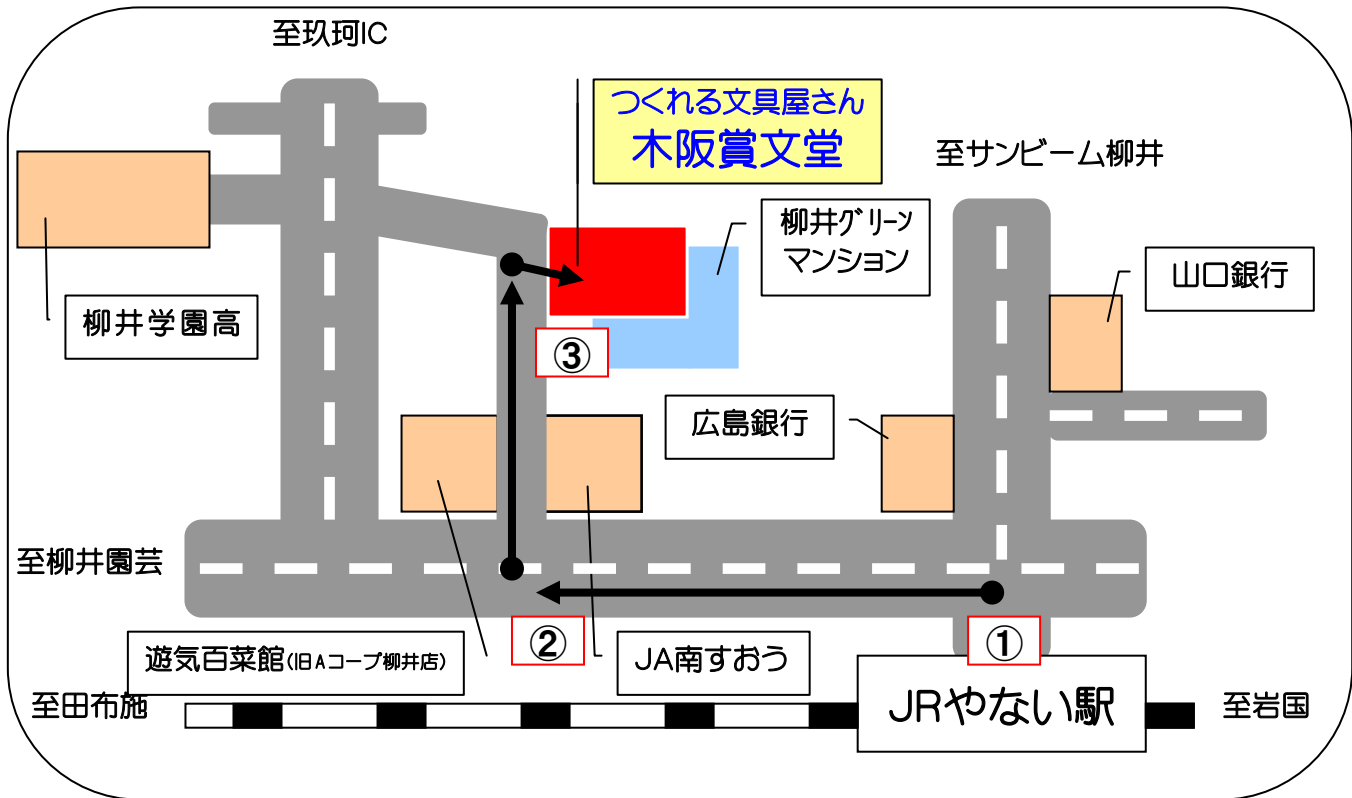 至玖珂IC
つくれる文具屋さん
木阪賞文堂
至サンビーム柳井
柳井グリーン
マンション
山口銀行
柳井学園高
③
広島銀行
至柳井園芸
②
①
遊気百菜館(旧Aコープ柳井店)
JA南すおう
至田布施
JRやない駅
至岩国